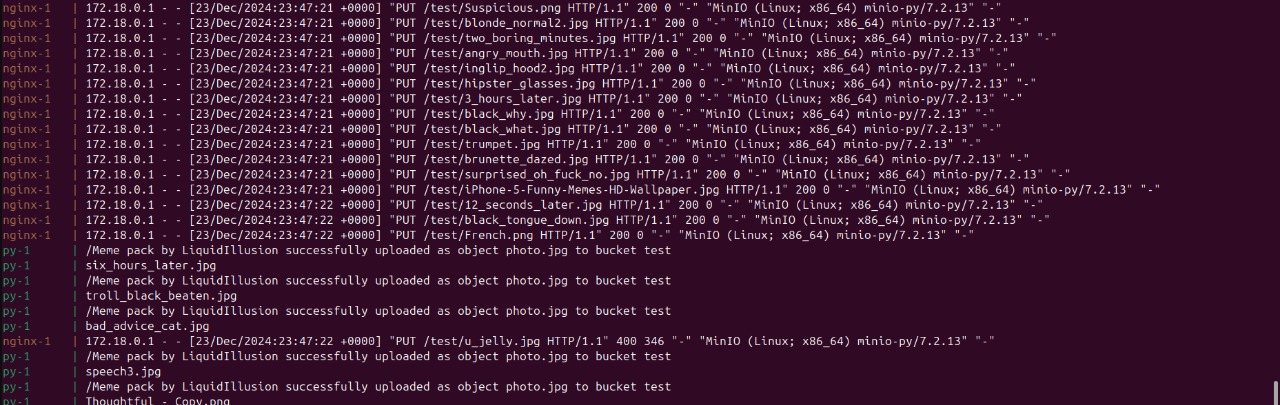 nginx-1 | 172.18.0.1 - - [23/Dec/2024:23:47:21 +0000] "PUT /test/Suspicious.png HTTP/1.1" 200 0 "-" "MinIO (Linux; x86_64) minio-py/7.2.13" "-"
nginx-1 | 172.18.0.1 - - [23/Dec/2024:23:47:21 +0000] "PUT /test/blonde_normal2.jpg HTTP/1.1" 200 0 "-" "MinIO (Linux; x86_64) minio-py/7.2.13" "-"
nginx-1 | 172.18.0.1 - - [23/Dec/2024:23:47:21 +0000] "PUT /test/two_boring_minutes.jpg HTTP/1.1" 200 0 "-" "MinIO (Linux; x86_64) minio-py/7.2.13" "-"
nginx-1 | 172.18.0.1 - - [23/Dec/2024:23:47:21 +0000] "PUT /test/angry_mouth.jpg HTTP/1.1" 200 0 "-" "MinIO (Linux; x86_64) minio-py/7.2.13" "-"
nginx-1 | 172.18.0.1 - - [23/Dec/2024:23:47:21 +0000] "PUT /test/inglip_hood2.jpg HTTP/1.1" 200 0 "-" "MinIO (Linux; x86_64) minio-py/7.2.13" "-"
nginx-1 | 172.18.0.1 - - [23/Dec/2024:23:47:21 +0000] "PUT /test/hipster_glasses.jpg HTTP/1.1" 200 0 "-" "MinIO (Linux; x86_64) minio-py/7.2.13" "-"
nginx-1 | 172.18.0.1 - - [23/Dec/2024:23:47:21 +0000] "PUT /test/3_hours_later.jpg HTTP/1.1" 200 0 "-" "MinIO (Linux; x86_64) minio-py/7.2.13" "-"
nginx-1 | 172.18.0.1 - - [23/Dec/2024:23:47:21 +0000] "PUT /test/black_why.jpg HTTP/1.1" 200 0 "-" "MinIO (Linux; x86_64) minio-py/7.2.13" "-"
nginx-1 | 172.18.0.1 - - [23/Dec/2024:23:47:21 +0000] "PUT /test/black_what.jpg HTTP/1.1" 200 0 "-" "MinIO (Linux; x86_64) minio-py/7.2.13" "-"
nginx-1 | 172.18.0.1 - - [23/Dec/2024:23:47:21 +0000] "PUT /test/trumpet.jpg HTTP/1.1" 200 0 "-" "MinIO (Linux; x86_64) minio-py/7.2.13" "-"
nginx-1 | 172.18.0.1 - - [23/Dec/2024:23:47:21 +0000] "PUT /test/brunette_dazed.jpg HTTP/1.1" 200 0 "-" "MinIO (Linux; x86_64) minio-py/7.2.13" "-"
nginx-1 | 172.18.0.1 - - [23/Dec/2024:23:47:21 +0000] "PUT /test/surprised_oh_fuck_no.jpg HTTP/1.1" 200 0 "-" "MinIO (Linux; x86_64) minio-py/7.2.13" "-"
nginx-1 | 172.18.0.1 - - [23/Dec/2024:23:47:21 +0000] "PUT /test/iPhone-5-Funny-Memes-HD-Wallpaper.jpg HTTP/1.1" 200 0 "-" "MinIO (Linux; x86_64) minio-py/7.2.13" "-"
nginx-1 | 172.18.0.1 - - [23/Dec/2024:23:47:22 +0000] "PUT /test/12_seconds_later.jpg HTTP/1.1" 200 0 "-" "MinIO (Linux; x86_64) minio-py/7.2.13" "-"
nginx-1 | 172.18.0.1 - - [23/Dec/2024:23:47:22 +0000] "PUT /test/black_tongue_down.jpg HTTP/1.1" 200 0 "-" "MinIO (Linux; x86_64) minio-py/7.2.13" "-"
nginx-1 | 172.18.0.1 - - [23/Dec/2024:23:47:22 +0000] "PUT /test/French.png HTTP/1.1" 200 0 "-" "MinIO (Linux; x86_64) minio-py/7.2.13" "-"
py-1 | /Meme pack by LiquidIllusion successfully uploaded as object photo.jpg to bucket test
py-1 | six_hours_later.jpg
py-1 | /Meme pack by LiquidIllusion successfully uploaded as object photo.jpg to bucket test
py-1 | troll_black_beaten.jpg
py-1 | /Meme pack by LiquidIllusion successfully uploaded as object photo.jpg to bucket test
py-1 | bad_advice_cat.jpg
nginx-1 | 172.18.0.1 - - [23/Dec/2024:23:47:22 +0000] "PUT /test/u_jelly.jpg HTTP/1.1" 400 346 "-" "MinIO (Linux; x86_64) minio-py/7.2.13" "-"
py-1 | /Meme pack by LiquidIllusion successfully uploaded as object photo.jpg to bucket test
py-1 | speech3.jpg
py-1 | /Meme pack by LiquidIllusion successfully uploaded as object photo.jpg to bucket test
py-1 | Thoughtful - Copy.png